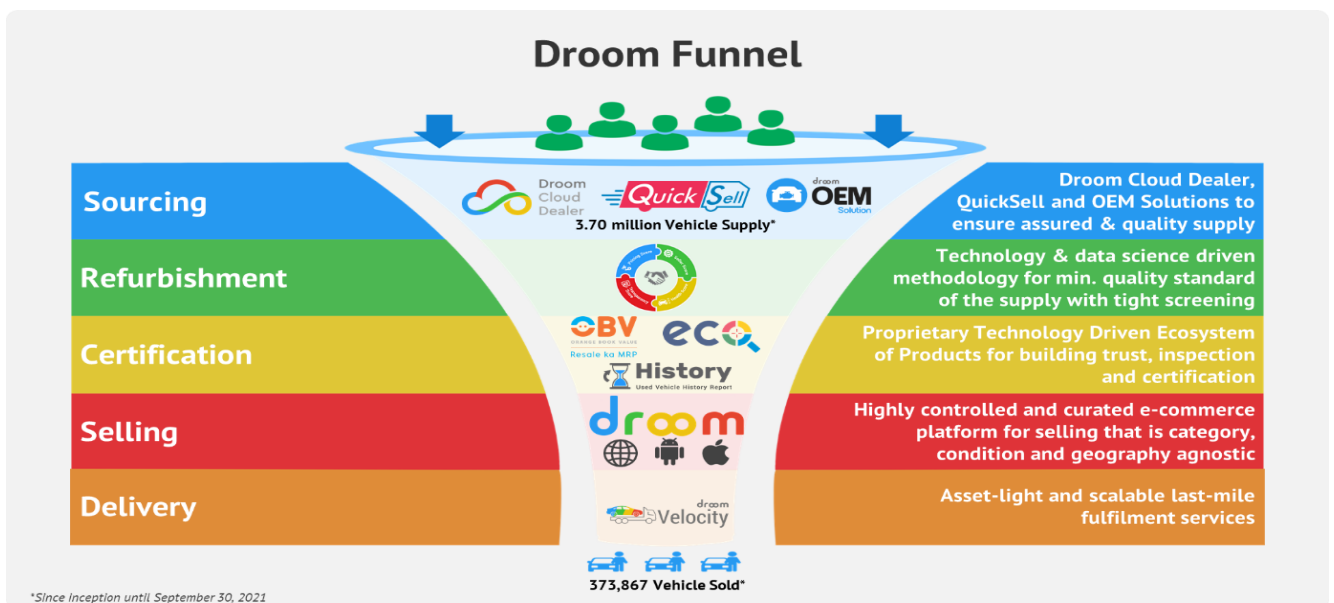 Droom Funnel
Sourcing
Droom
Cloud
Dealer
Quick Sell
droom
OEM
Solution
3.70 million Vehicle Supply*
Droom Cloud Dealer,
QuickSell and OEM Solutions to
ensure assured & quality supply
Refurbishment
Technology & data science driven
methodology for min. quality standard
of the supply with tight screening
Certification
OBV
ORANGE BOOK VALUE
Resale ka MRP
eco
History
Used Vehicle History Report
Proprietary Technology Driven Ecosystem
of Products for building trust, inspection
and certification
Selling
droom
Highly controlled and curated e-commerce
platform for selling that is category,
condition and geography agnostic
Delivery
droom
Velocity
Asset-light and scalable last-mile
fulfilment services
373,867 Vehicle Sold*
*Since Inception until September 30, 2021